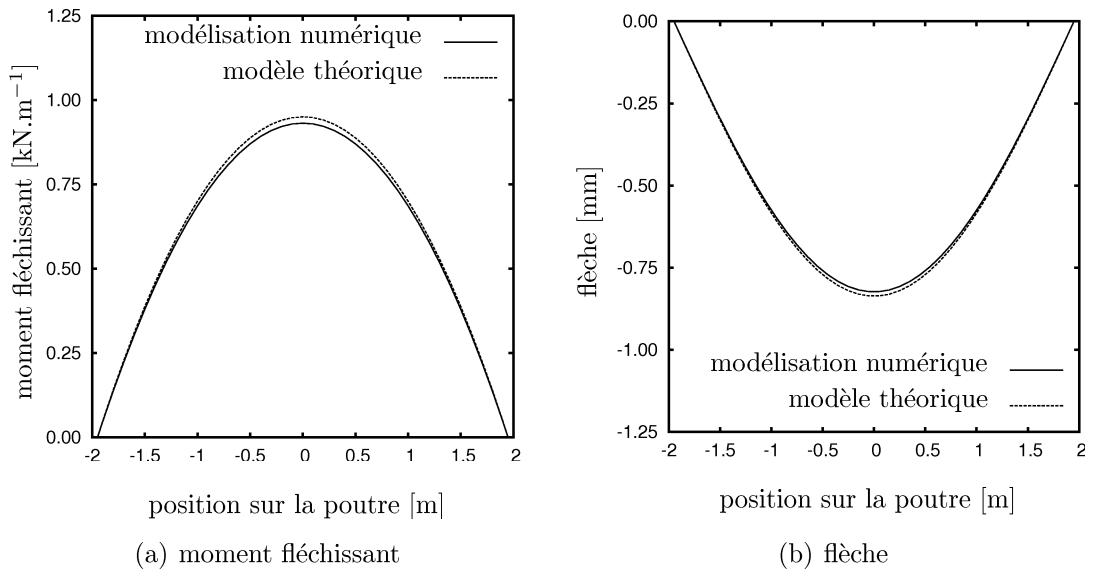 1.25
1.00
0.75
0.50
0.25
0.00
-2 -1.5 -1 -0.5 0 0.5 1 1.5 2
moment fléchissant [kN.m⁻¹]
modélisation numérique
modèle théorique
position sur la poutre [m]
(a) moment fléchissant
0.00
-0.25
-0.50
-0.75
-1.00
-1.25
-2 -1.5 -1 -0.5 0 0.5 1 1.5 2
flèche [mm]
modélisation numérique
modèle théorique
position sur la poutre [m]
(b) flèche